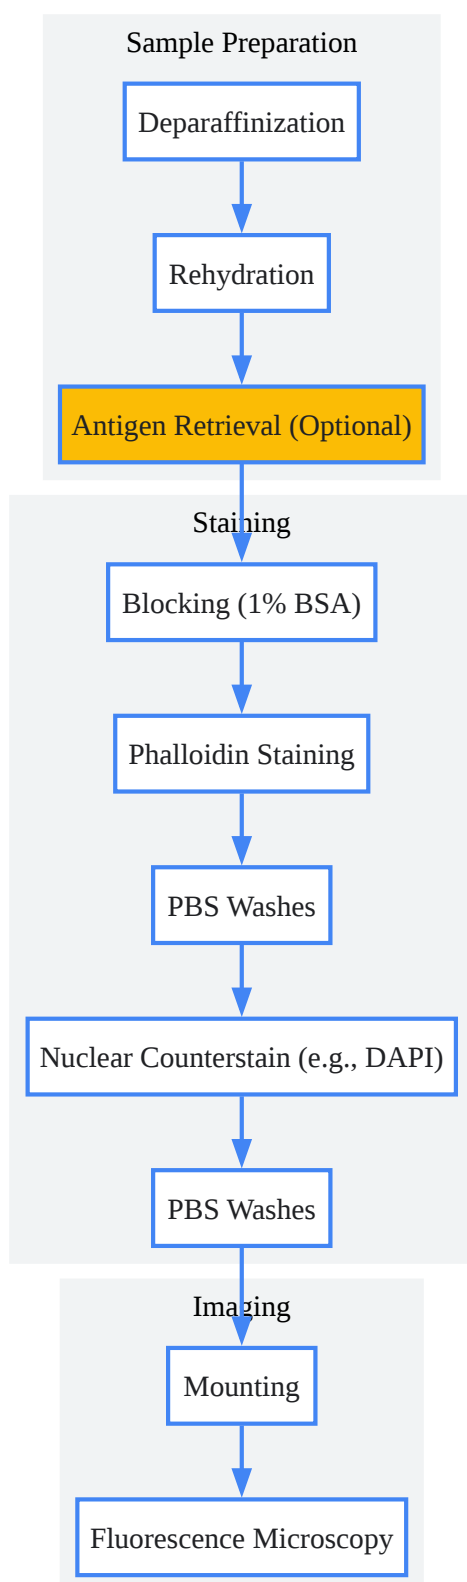 Sample Preparation
Deparaffinization
Rehydration
Antigen Retrieval (Optional)
Staining
Blocking (1% BSA)
Phalloidin Staining
PBS Washes
Nuclear Counterstain (e.g., DAPI)
PBS Washes
Imaging
Mounting
Fluorescence Microscopy